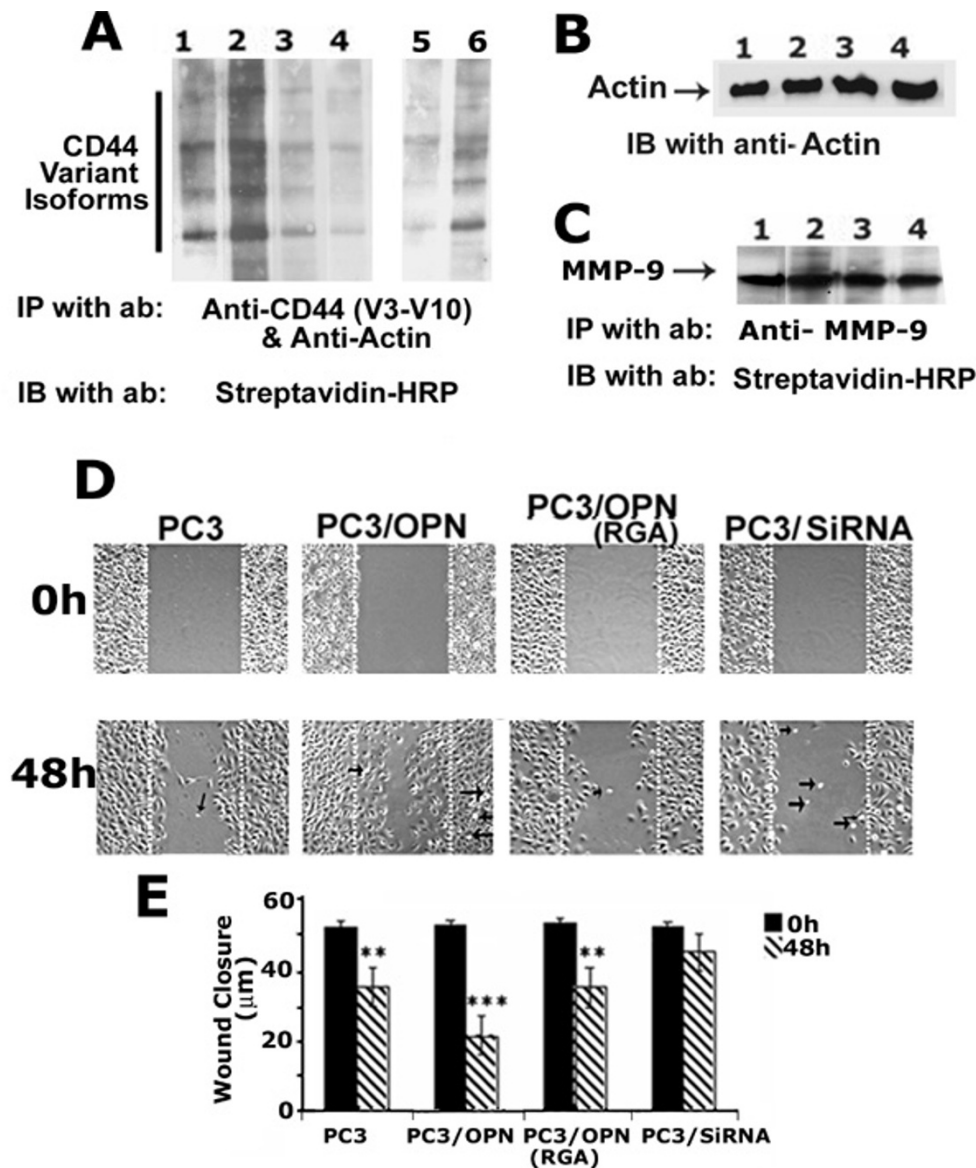 A
1 2 3 4 5 6
CD44
Variant
Isoforms
IP with ab: Anti-CD44 (V3-V10)
& Anti-Actin
IB with ab: Streptavidin-HRP
B
1 2 3 4
Actin →
IB with anti- Actin
C
1 2 3 4
MMP-9 →
IP with ab: Anti- MMP-9
IB with ab: Streptavidin-HRP
D
PC3 PC3/OPN PC3/OPN (RGA) PC3/SiRNA
0h
48h
E
Wound Closure
(μm)
60
40
20
0
** *** **
0h
48h
PC3 PC3/OPN PC3/OPN PC3/SiRNA
(RGA)